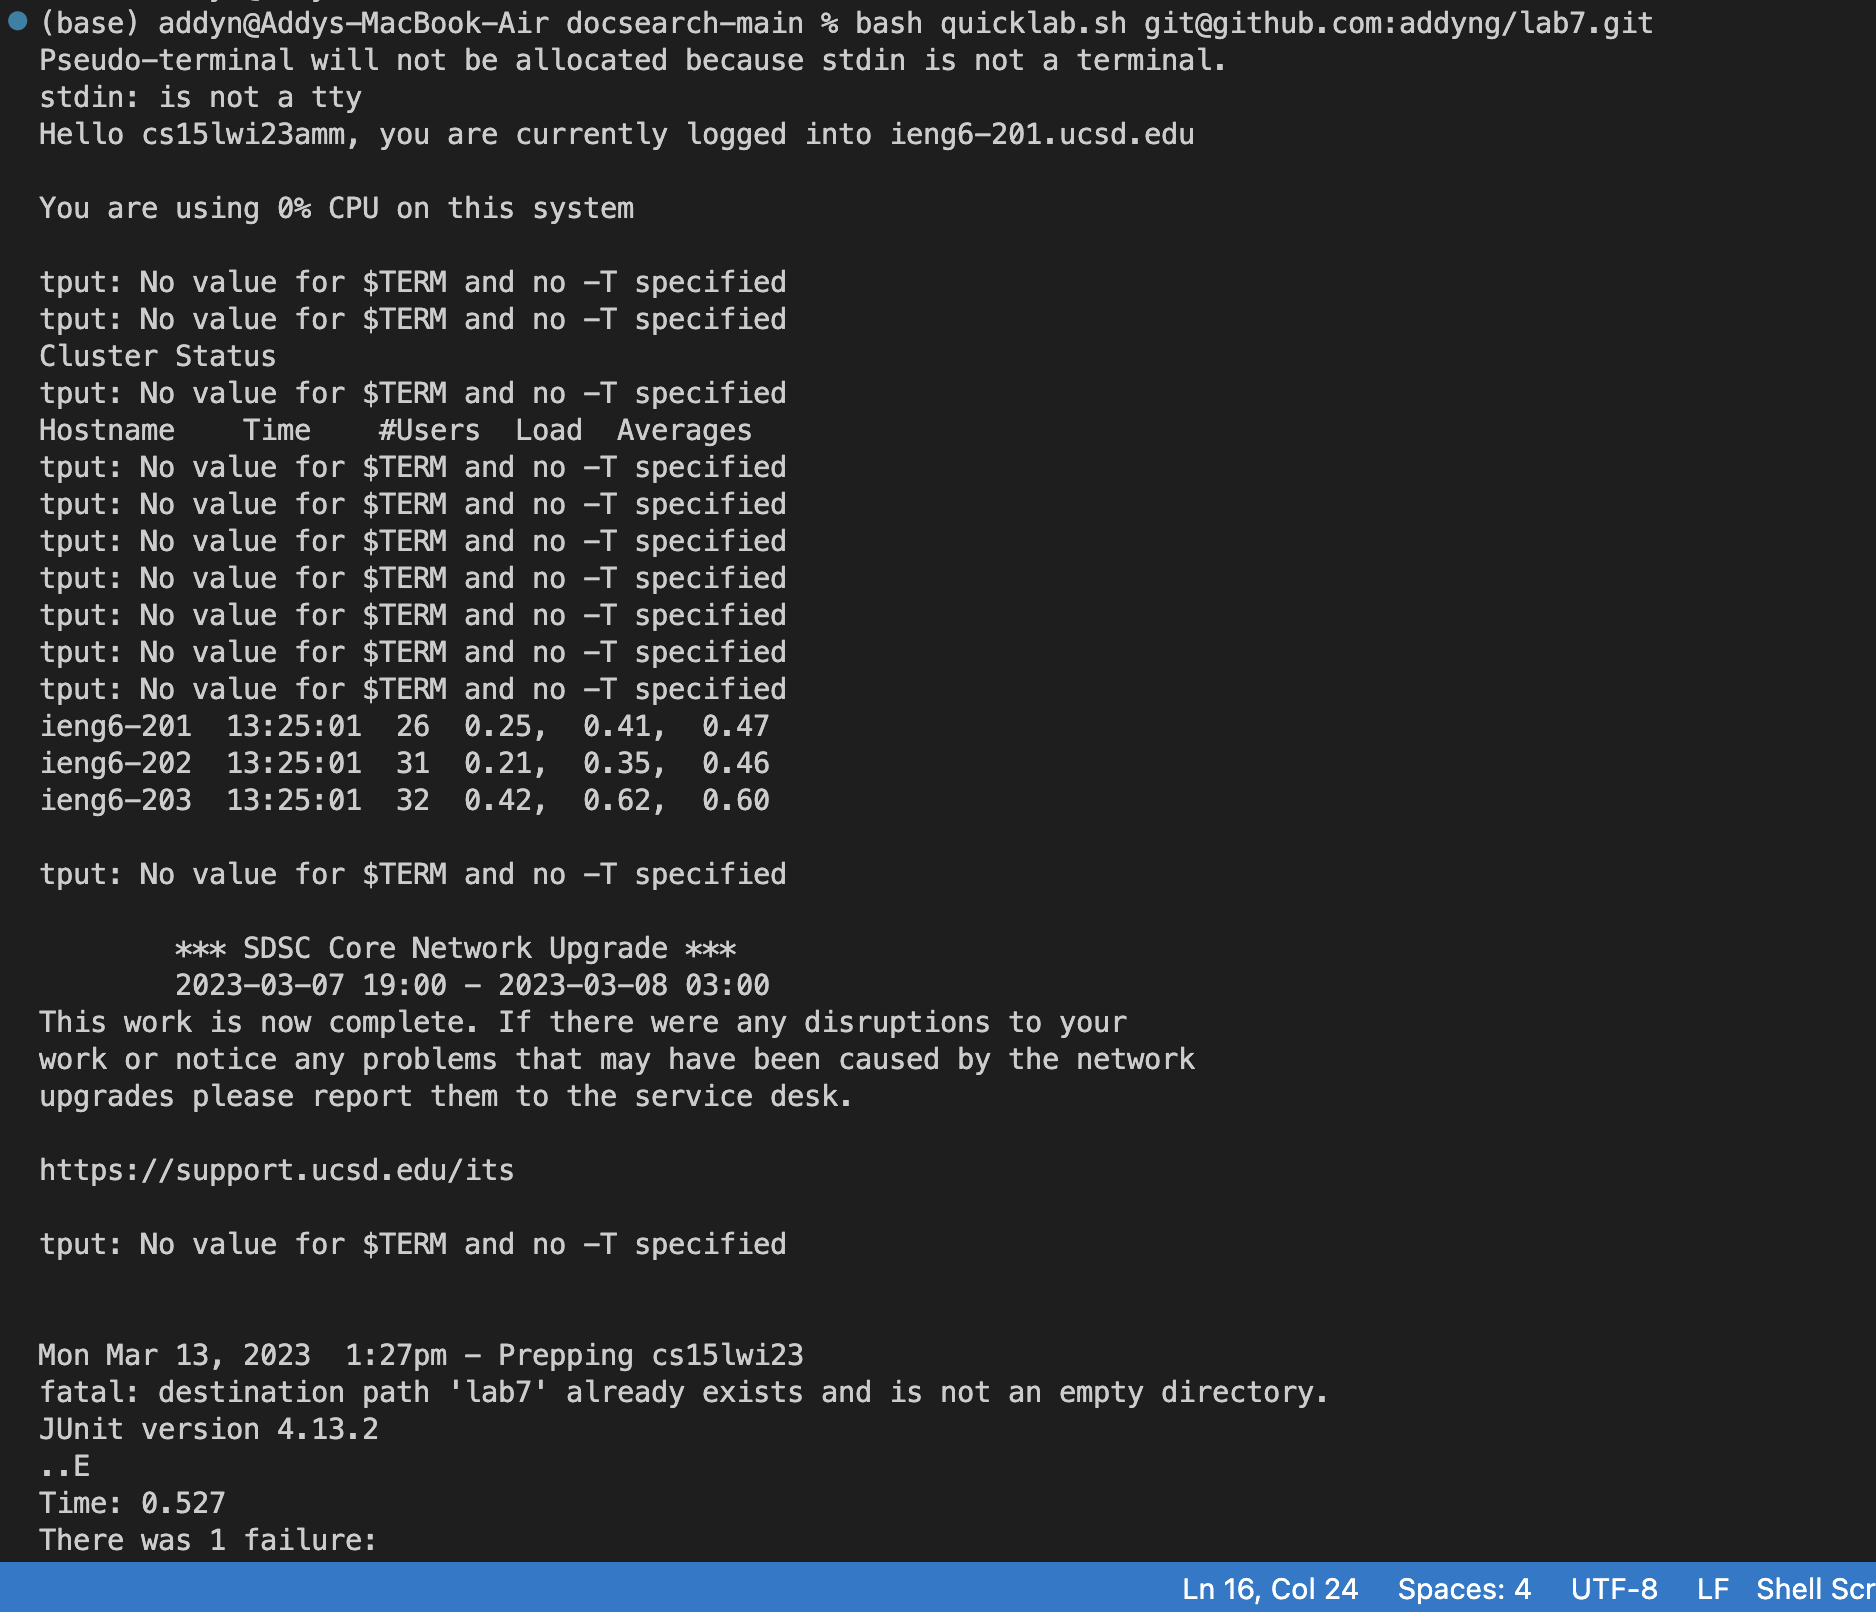 (base) addyn@Addys-MacBook-Air docsearch-main % bash quicklab.sh git@github.com:addyng/lab7.git
Pseudo-terminal will not be allocated because stdin is not a terminal.
stdin: is not a tty
Hello cs15lwi23amm, you are currently logged into ieng6-201.ucsd.edu
You are using 0% CPU on this system
tput: No value for $TERM and no -T specified
tput: No value for $TERM and no -T specified
Cluster Status
tput: No value for $TERM and no -T specified
Hostname    Time    #Users  Load  Averages
tput: No value for $TERM and no -T specified
tput: No value for $TERM and no -T specified
tput: No value for $TERM and no -T specified
tput: No value for $TERM and no -T specified
tput: No value for $TERM and no -T specified
tput: No value for $TERM and no -T specified
tput: No value for $TERM and no -T specified
ieng6-201  13:25:01  26  0.25,  0.41,  0.47
ieng6-202  13:25:01  31  0.21,  0.35,  0.46
ieng6-203  13:25:01  32  0.42,  0.62,  0.60
tput: No value for $TERM and no -T specified
*** SDSC Core Network Upgrade ***
2023-03-07 19:00 - 2023-03-08 03:00
This work is now complete. If there were any disruptions to your
work or notice any problems that may have been caused by the network
upgrades please report them to the service desk.
https://support.ucsd.edu/its
tput: No value for $TERM and no -T specified
Mon Mar 13, 2023  1:27pm - Prepping cs15lwi23
fatal: destination path 'lab7' already exists and is not an empty directory.
JUnit version 4.13.2
..E
Time: 0.527
There was 1 failure:
Ln 16, Col 24 Spaces: 4 UTF-8 LF Shell Scr